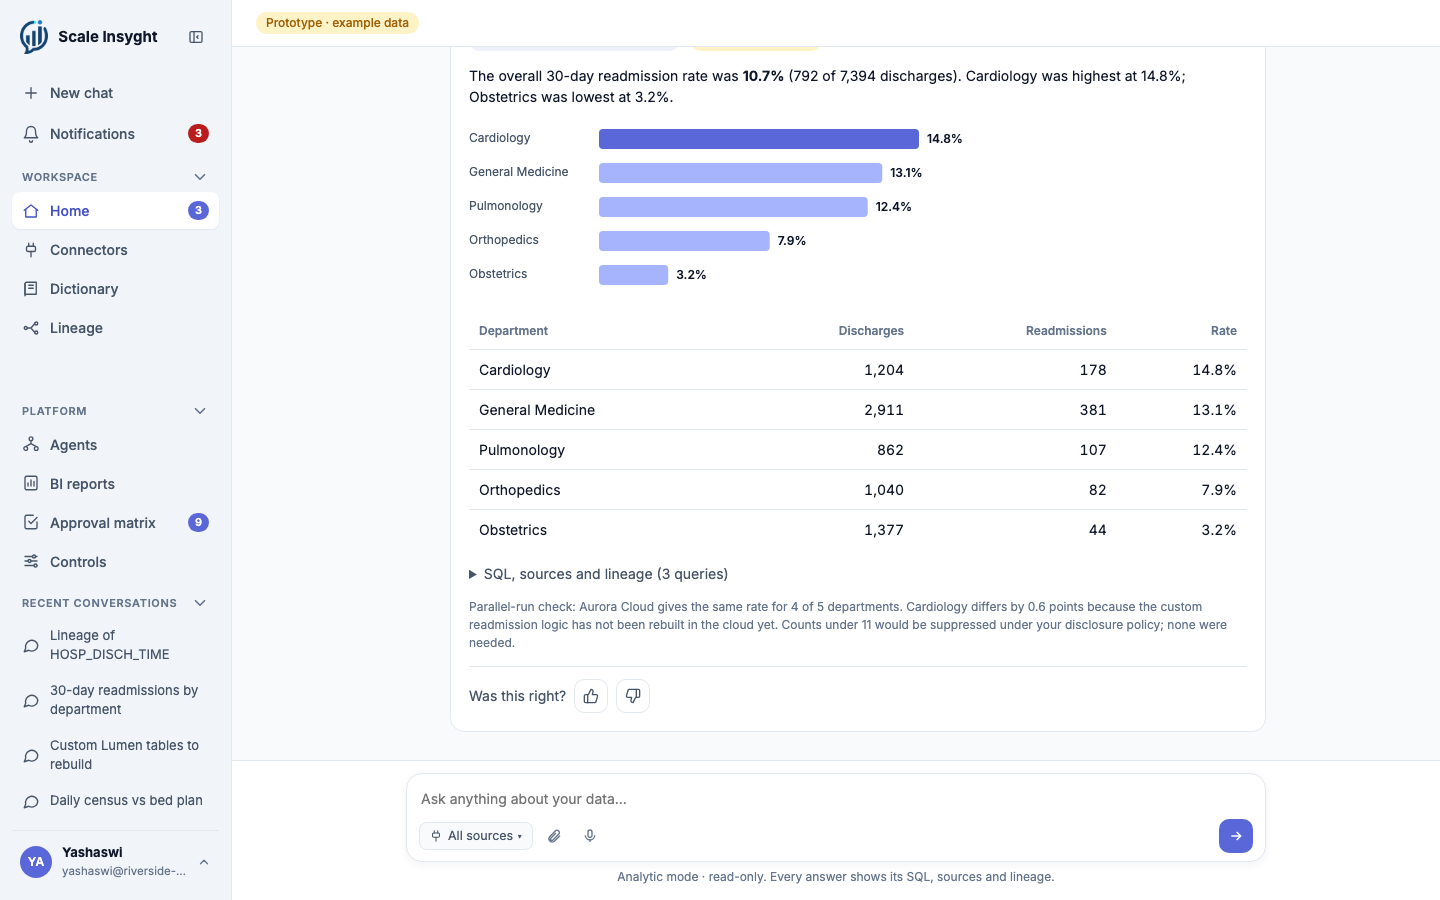 Scale Insyght
New chat
Notifications 3
WORKSPACE
Home 3
Connectors
Dictionary
Lineage
PLATFORM
Agents
BI reports
Approval matrix 9
Controls
RECENT CONVERSATIONS
Lineage of
HOSP_DISCH_TIME
30-day readmissions by
department
Custom Lumen tables to
rebuild
Daily census vs bed plan
YA
Yashaswi
yashaswi@riverside-...
Prototype · example data
The overall 30-day readmission rate was 10.7% (792 of 7,394 discharges). Cardiology was highest at 14.8%;
Obstetrics was lowest at 3.2%.
Cardiology 14.8%
General Medicine 13.1%
Pulmonology 12.4%
Orthopedics 7.9%
Obstetrics 3.2%
Department Discharges Readmissions Rate
Cardiology 1,204 178 14.8%
General Medicine 2,911 381 13.1%
Pulmonology 862 107 12.4%
Orthopedics 1,040 82 7.9%
Obstetrics 1,377 44 3.2%
SQL, sources and lineage (3 queries)
Parallel-run check: Aurora Cloud gives the same rate for 4 of 5 departments. Cardiology differs by 0.6 points because the custom
readmission logic has not been rebuilt in the cloud yet. Counts under 11 would be suppressed under your disclosure policy; none were
needed.
Was this right?
Ask anything about your data...
All sources
Analytic mode · read-only. Every answer shows its SQL, sources and lineage.